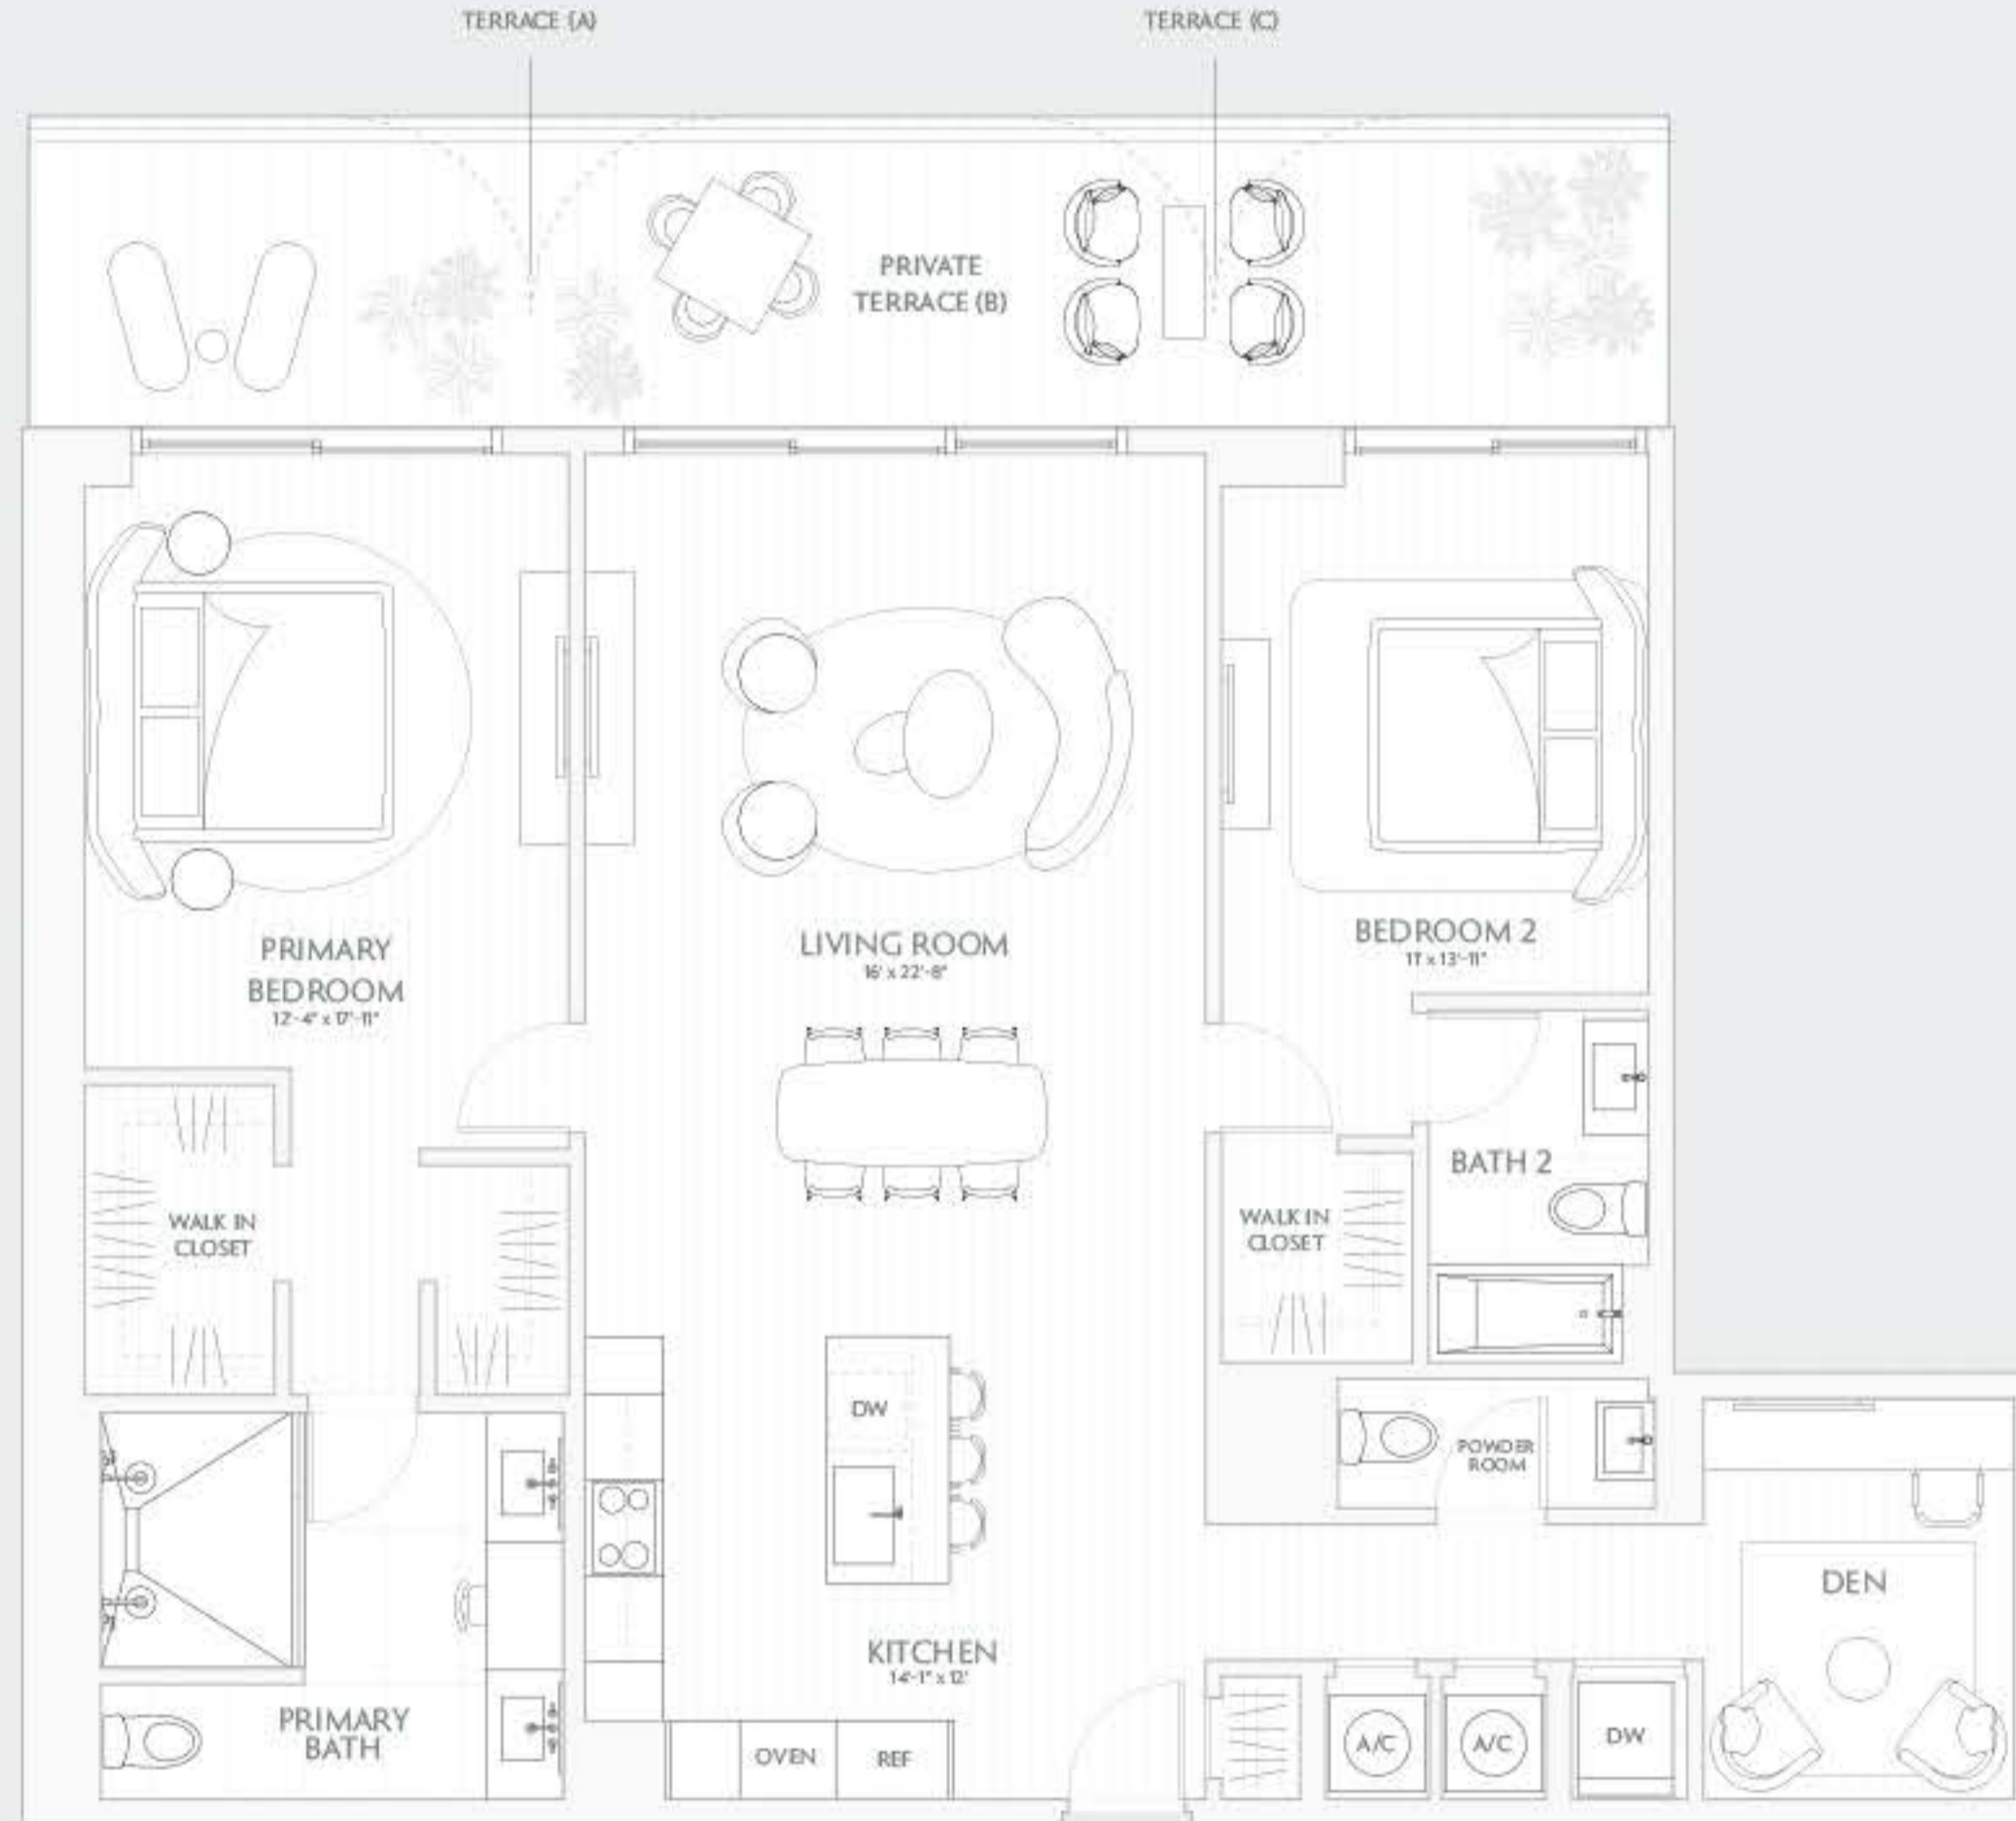 TERRACE (A)
TERRACE (C)
PRIVATE
TERRACE (B)
PRIMARY
BEDROOM
12'-4" x 17'-11"
LIVING ROOM
16' x 22'-8"
BEDROOM 2
11' x 13'-11"
WALK IN
CLOSET
WALK IN
CLOSET
BATH 2
DW
POWDER
ROOM
DEN
KITCHEN
14'-1" x 12'
PRIMARY
BATH
OVEN
REF
A/C
A/C
DW